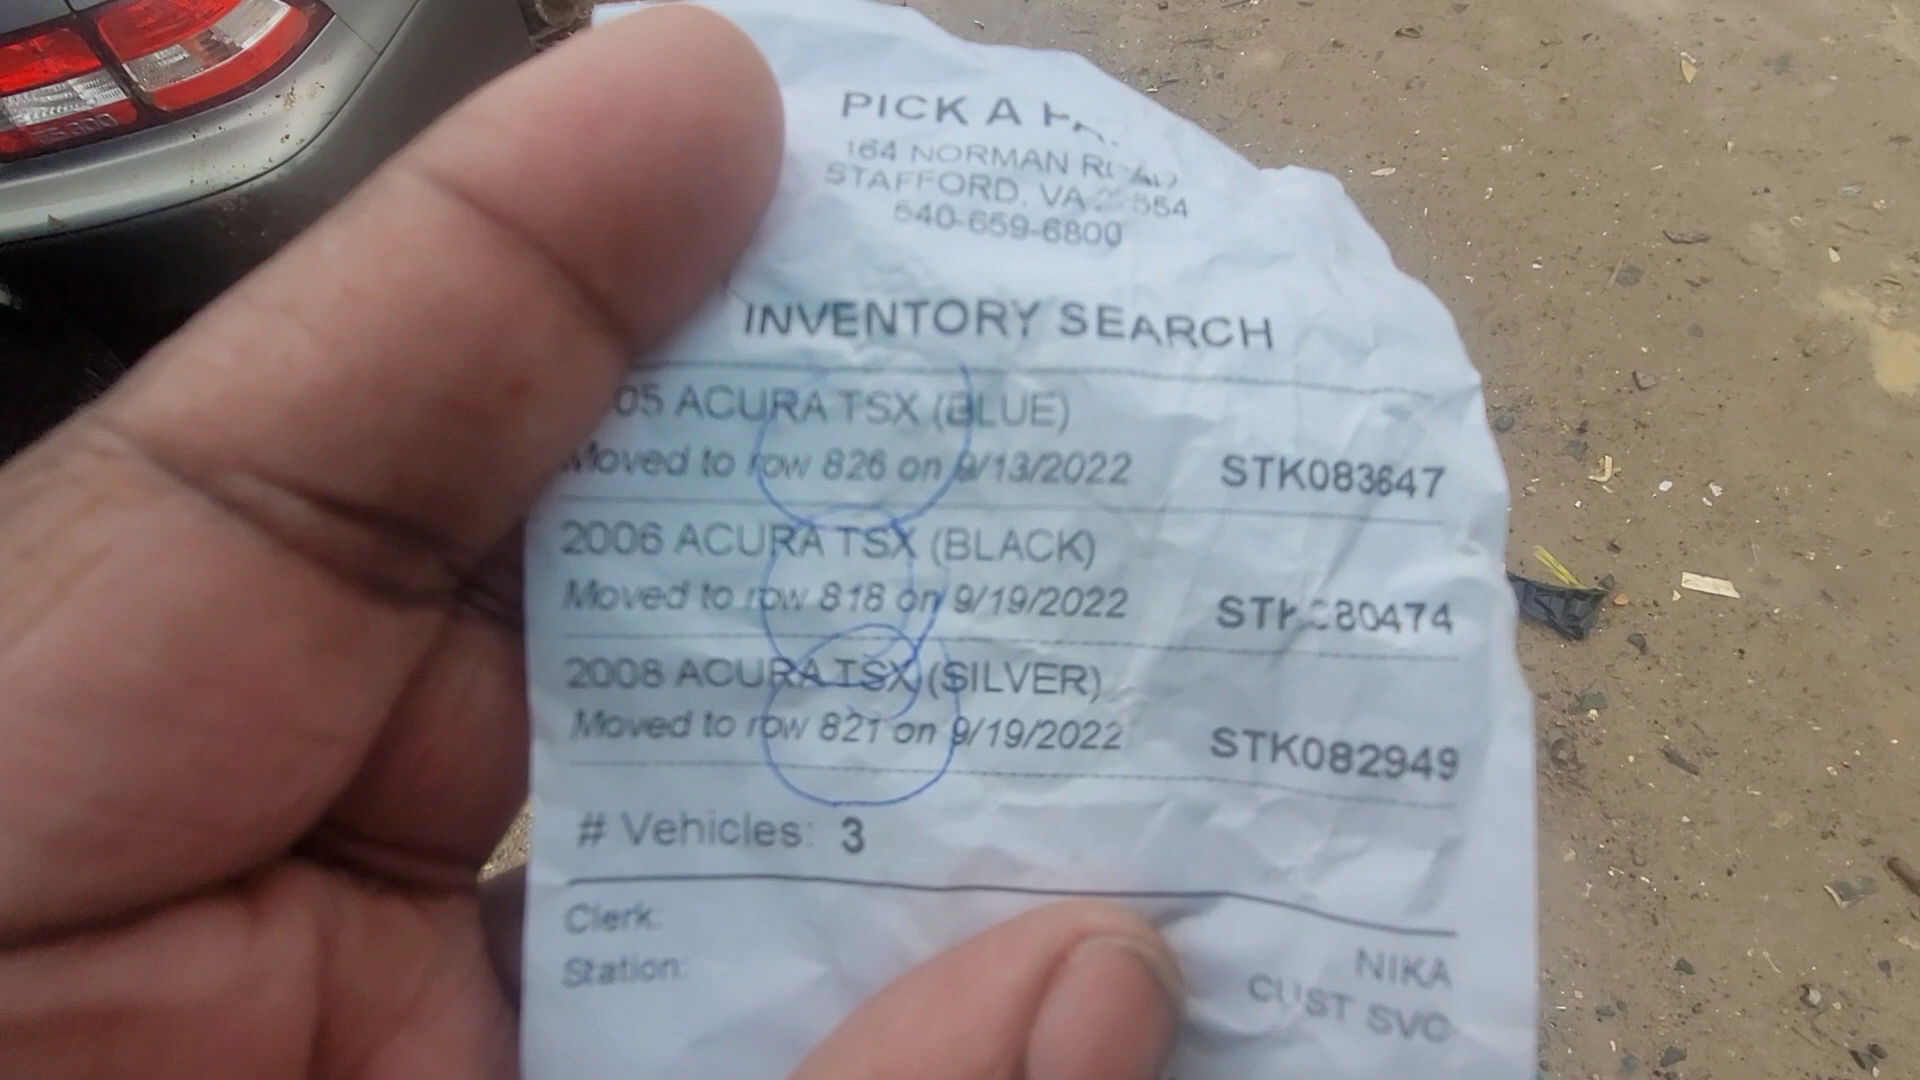 PICK A
164 NORMAN
STAFFORD, VA
540-659-6800
INVENTORY SEARCH
05 ACURA TSX (BLUE)
Moved to row 826 on 9/13/2022 STK083647
2006 ACURA TSX (BLACK)
Moved to row 818 on 9/19/2022
2008 ACURA TSX (SILVER)
Moved to row 821 on 9/19/2022 STK082949
# Vehicles: 3
Clerk: NIKA
Station: CUST SVC